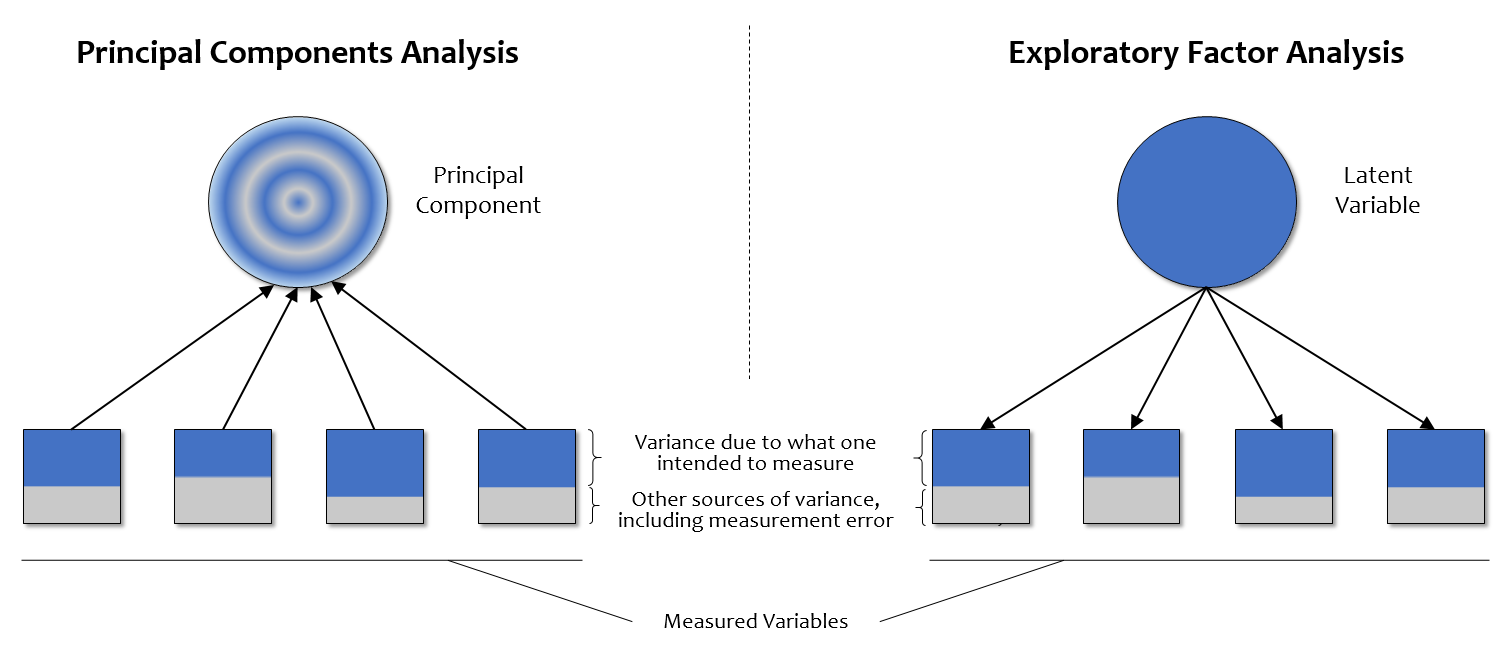 Principal Components Analysis
Exploratory Factor Analysis
Principal
Component
Latent
Variable
Variance due to what one
intended to measure
Other sources of variance,
including measurement error
Measured Variables